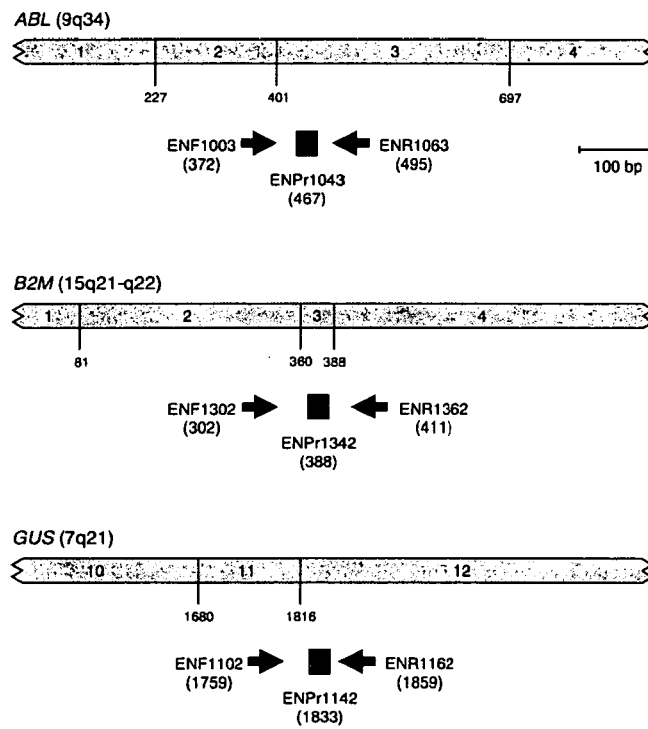 ABL (9q34)
1 2 3 4
227 401 697
ENF1003 ENR1063
(372) (495)
ENPr1043
(467)
100 bp
B2M (15q21-q22)
1 2 3 4
81 360 388
ENF1302 ENR1362
(302) (411)
ENPr1342
(388)
GUS (7q21)
10 11 12
1680 1816
ENF1102 ENR1162
(1759) (1859)
ENPr1142
(1833)